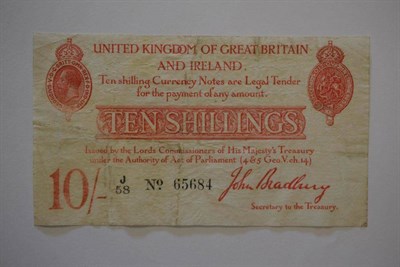 UNITED KINGDOM OF GREAT BRITAIN
AND IRELAND.
Ten shilling Currency Notes are Legal Tender
for the payment of any amount.
TEN SHILLINGS
Issued by the Lords Commissioners of His Majesty's Treasury
under the Authority of Act of Parliament (4 & 5 Geo. V. ch. 14)
10/- J/58 No 65684 John Bradbury
Secretary to the Treasury.